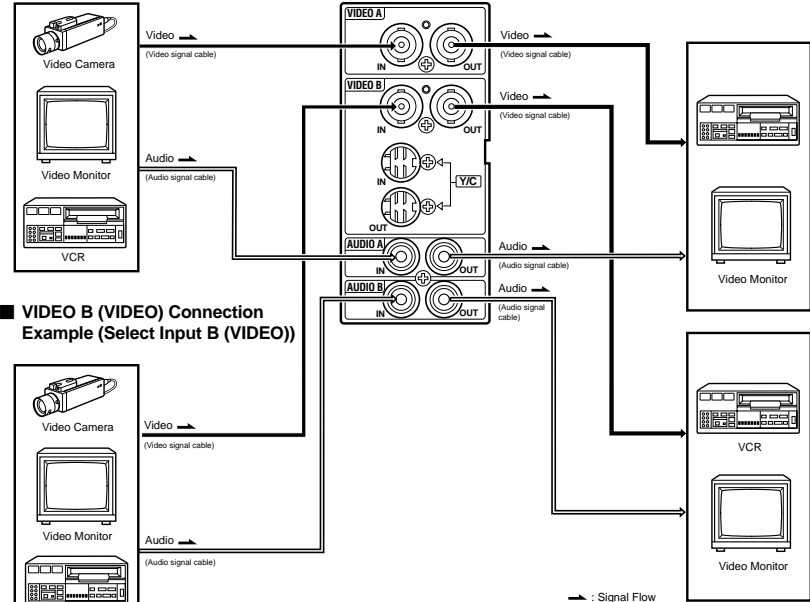 Video Camera
Video Monitor
VCR
Video
(Video signal cable)
Audio
(Audio signal cable)
■ VIDEO B (VIDEO) Connection
Example (Select Input B (VIDEO))
Video Camera
Video Monitor
Video
(Video signal cable)
Audio
(Audio signal cable)
VIDEO A
IN
OUT
VIDEO B
IN
OUT
IN
Y/C
OUT
AUDIO A
IN
OUT
AUDIO B
IN
OUT
Video
(Video signal cable)
Video
(Video signal cable)
Audio
(Audio signal cable)
Audio
(Audio signal
cable)
Video Monitor
VCR
Video Monitor
: Signal Flow